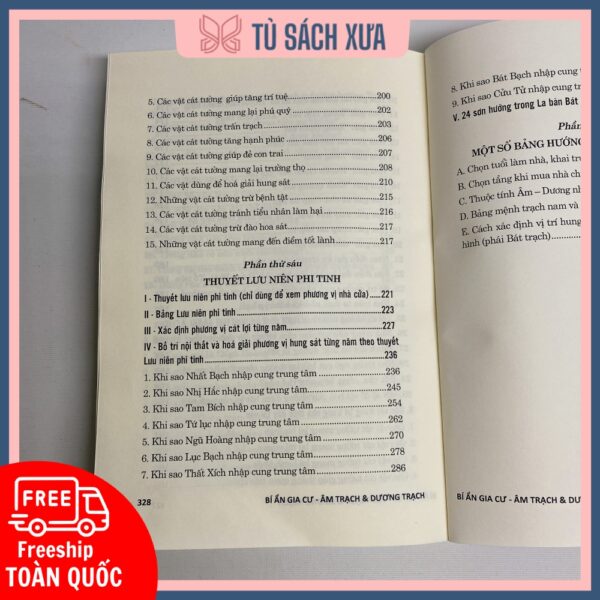 TỦ SÁCH XƯA
5. Các vật cát tường giúp tăng trí tuệ..........200
6. Các vật cát tường mang lại phú quý..........202
7. Các vật cát tường trấn trạch..........203
8. Các vật cát tường tăng hạnh phúc..........206
9. Các vật cát tường giúp đẻ con trai..........207
10. Các vật cát tường mang lại trường thọ..........208
11. Các vật dùng để hoá giải hung sát..........210
12. Những vật cát tường trừ bệnh tật..........215
13. Các vật cát tường tránh tiểu nhân làm hại..........216
14. Các vật cát tường trừ đào hoa sát..........217
15. Những vật cát tường mang đến điềm tốt lành..........217
Phần thứ sáu
THUYẾT LƯU NIÊN PHI TINH
I - Thuyết lưu niên phi tinh (chỉ dùng để xem phương vị nhà cửa)......221
II - Bảng Lưu niên phi tinh..........223
III - Xác định phương vị cát lợi từng năm..........227
IV - Bố trí nội thất và hoá giải phương vị hung sát từng năm theo thuyết
Lưu niên phi tinh..........236
1. Khi sao Nhất Bạch nhập cung trung tâm..........236
2. Khi sao Nhị Hắc nhập cung trung tâm..........245
3. Khi sao Tam Bích nhập cung trung tâm..........254
4. Khi sao Tứ lục nhập cung trung tâm..........262
5. Khi sao Ngũ Hoàng nhập cung trung tâm..........270
6. Khi sao Lục Bạch nhập cung trung tâm..........278
7. Khi sao Thất Xích nhập cung trung tâm..........286
328
BÍ ẨN GIA CƯ - ÂM TRẠCH & DƯƠNG TRẠCH
8. Khi sao Bát Bạch nhập cung
9. Khi sao Cửu Tử nhập cung
V. 24 sơn hướng trong La bàn Bát
Phần
MỘT SỐ BẢNG HƯỚNG
A. Chọn tuổi làm nhà, khai
B. Chọn tầng khi mua nhà
C. Thuộc tính Âm – Dương
D. Bảng mệnh trạch nam và
E. Cách xác định vị trí hung
hình (phái Bát trạch)
BÍ ẨN GIA CƯ - ÂM TRẠCH &
FREE
Freeship
TOÀN QUỐC